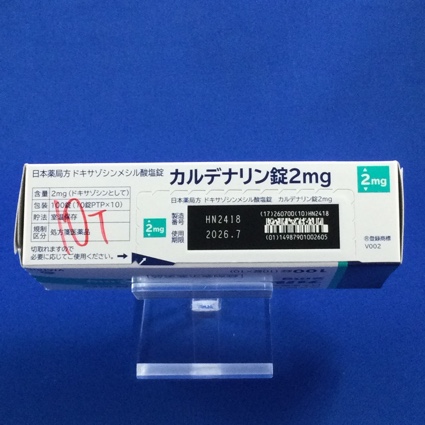 日本薬局方 ドキサゾシンメシル酸塩錠 カルデナリン錠2mg
2mg
含量 2mg(ドキサゾシンとして)
包装 100錠(10錠PTP×10)
貯法 室温保存
規制区分 処方箋医薬品
切取れますので
必要に応じてご使用ください。→
10T
2mg
日本薬局方 ドキサゾシンメシル酸塩錠 カルデナリン錠2mg
製造番号 HN2418
使用期限 2026.7
(17)260700(10)HN2418
(01)14987901002605
®登録商標
V002